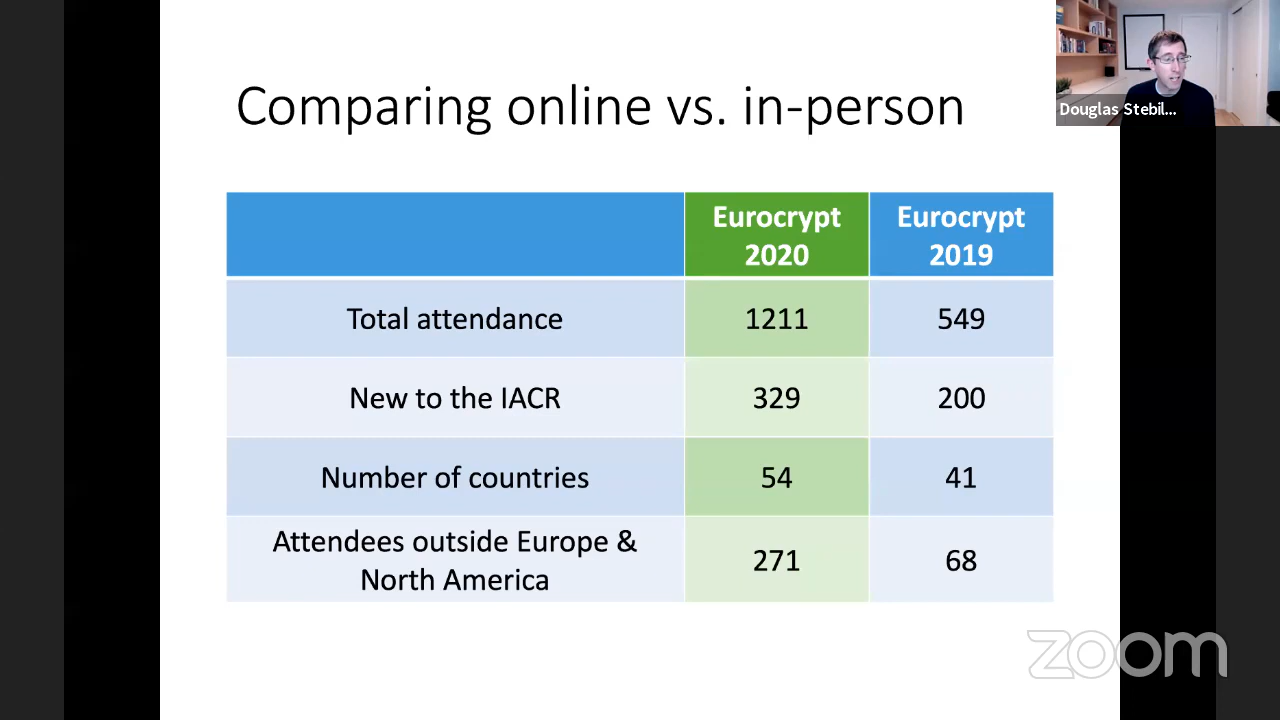 Comparing online vs. in-person
Douglas Stebil...
Eurocrypt
2020
Eurocrypt
2019
Total attendance
1211
549
New to the IACR
329
200
Number of countries
54
41
Attendees outside Europe &
North America
271
68
zoom